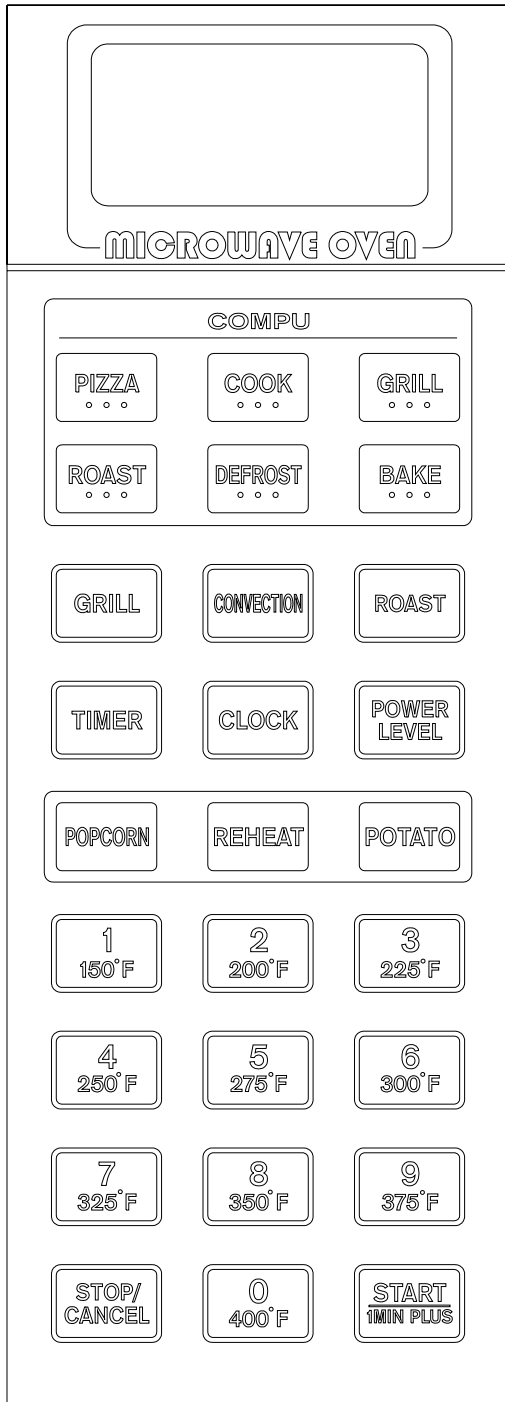 MICROWAVE OVEN
COMPU
PIZZA
COOK
GRILL
ROAST
DEFROST
BAKE
GRILL
CONVECTION
ROAST
TIMER
CLOCK
POWER
LEVEL
POPCORN
REHEAT
POTATO
1
150°F
2
200°F
3
225°F
4
250°F
5
275°F
6
300°F
7
325°F
8
350°F
9
375°F
STOP/
CANCEL
0
400°F
START
1MIN PLUS